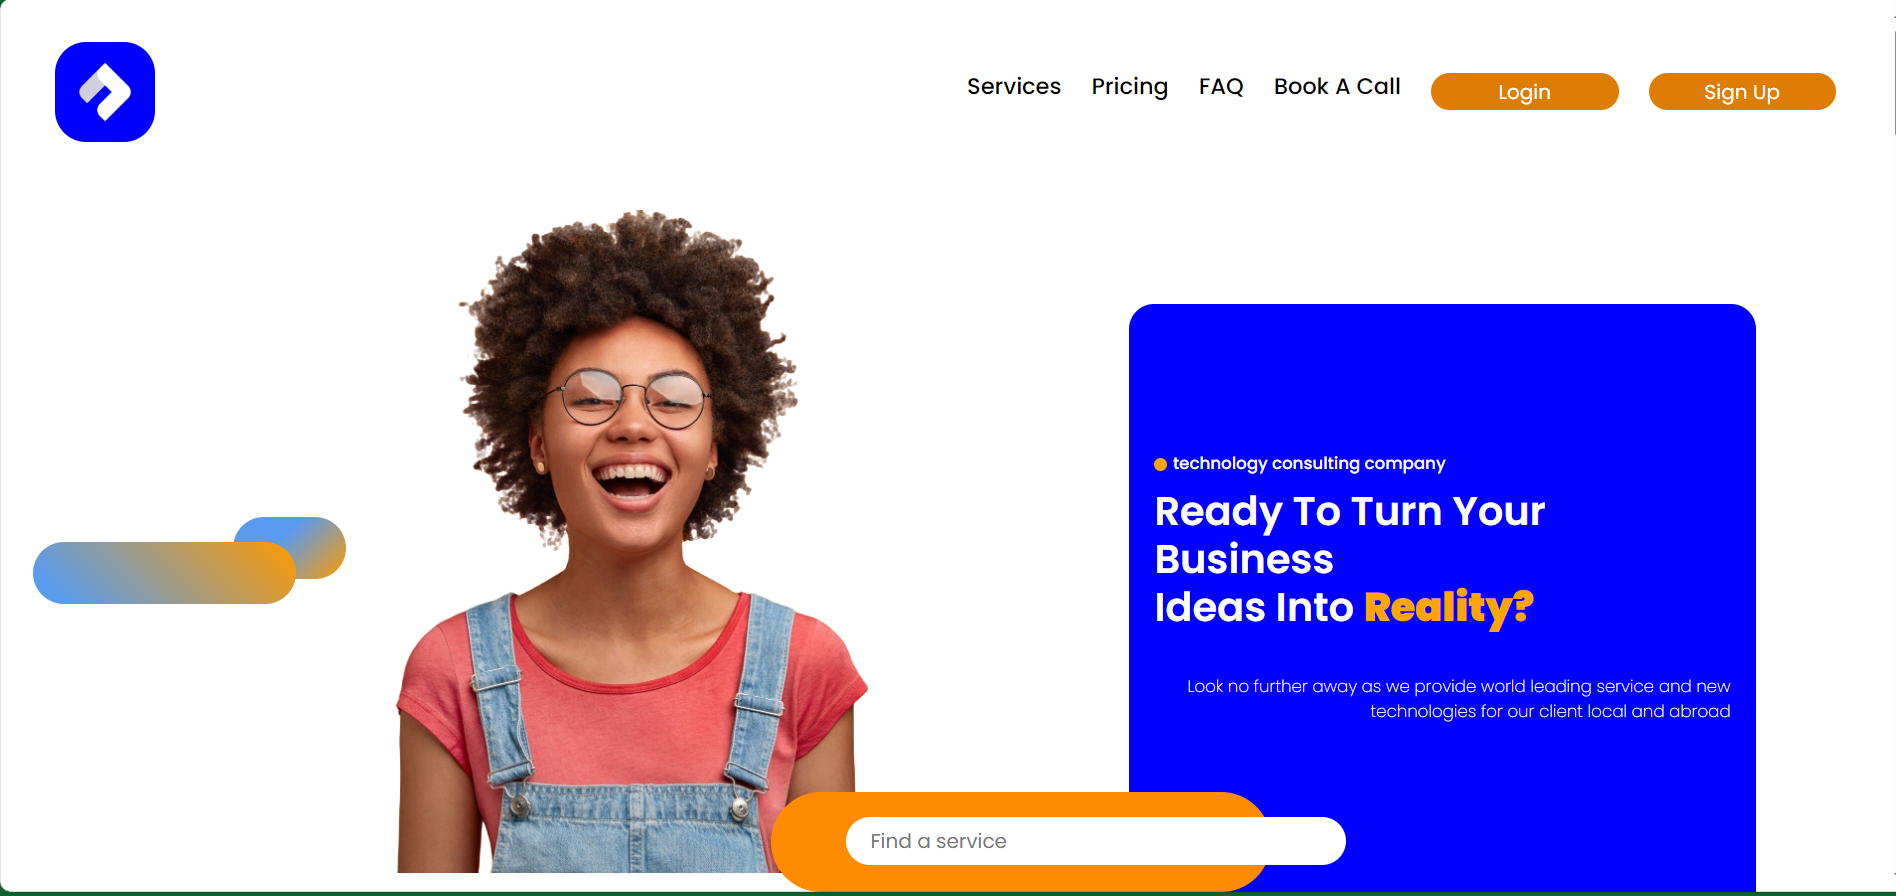 Services Pricing FAQ Book A Call Login Sign Up
technology consulting company
Ready To Turn Your
Business
Ideas Into Reality?
Look no further away as we provide world leading service and new
technologies for our client local and abroad
Find a service